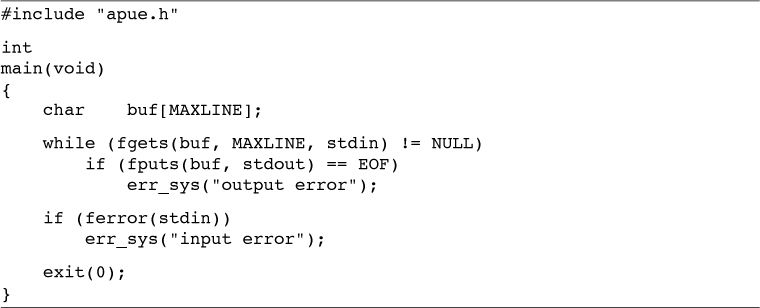 #include "apue.h"
int
main(void)
{
    char    buf[MAXLINE];
    while (fgets(buf, MAXLINE, stdin) != NULL)
        if (fputs(buf, stdout) == EOF)
            err_sys("output error");
    if (ferror(stdin))
        err_sys("input error");
    exit(0);
}